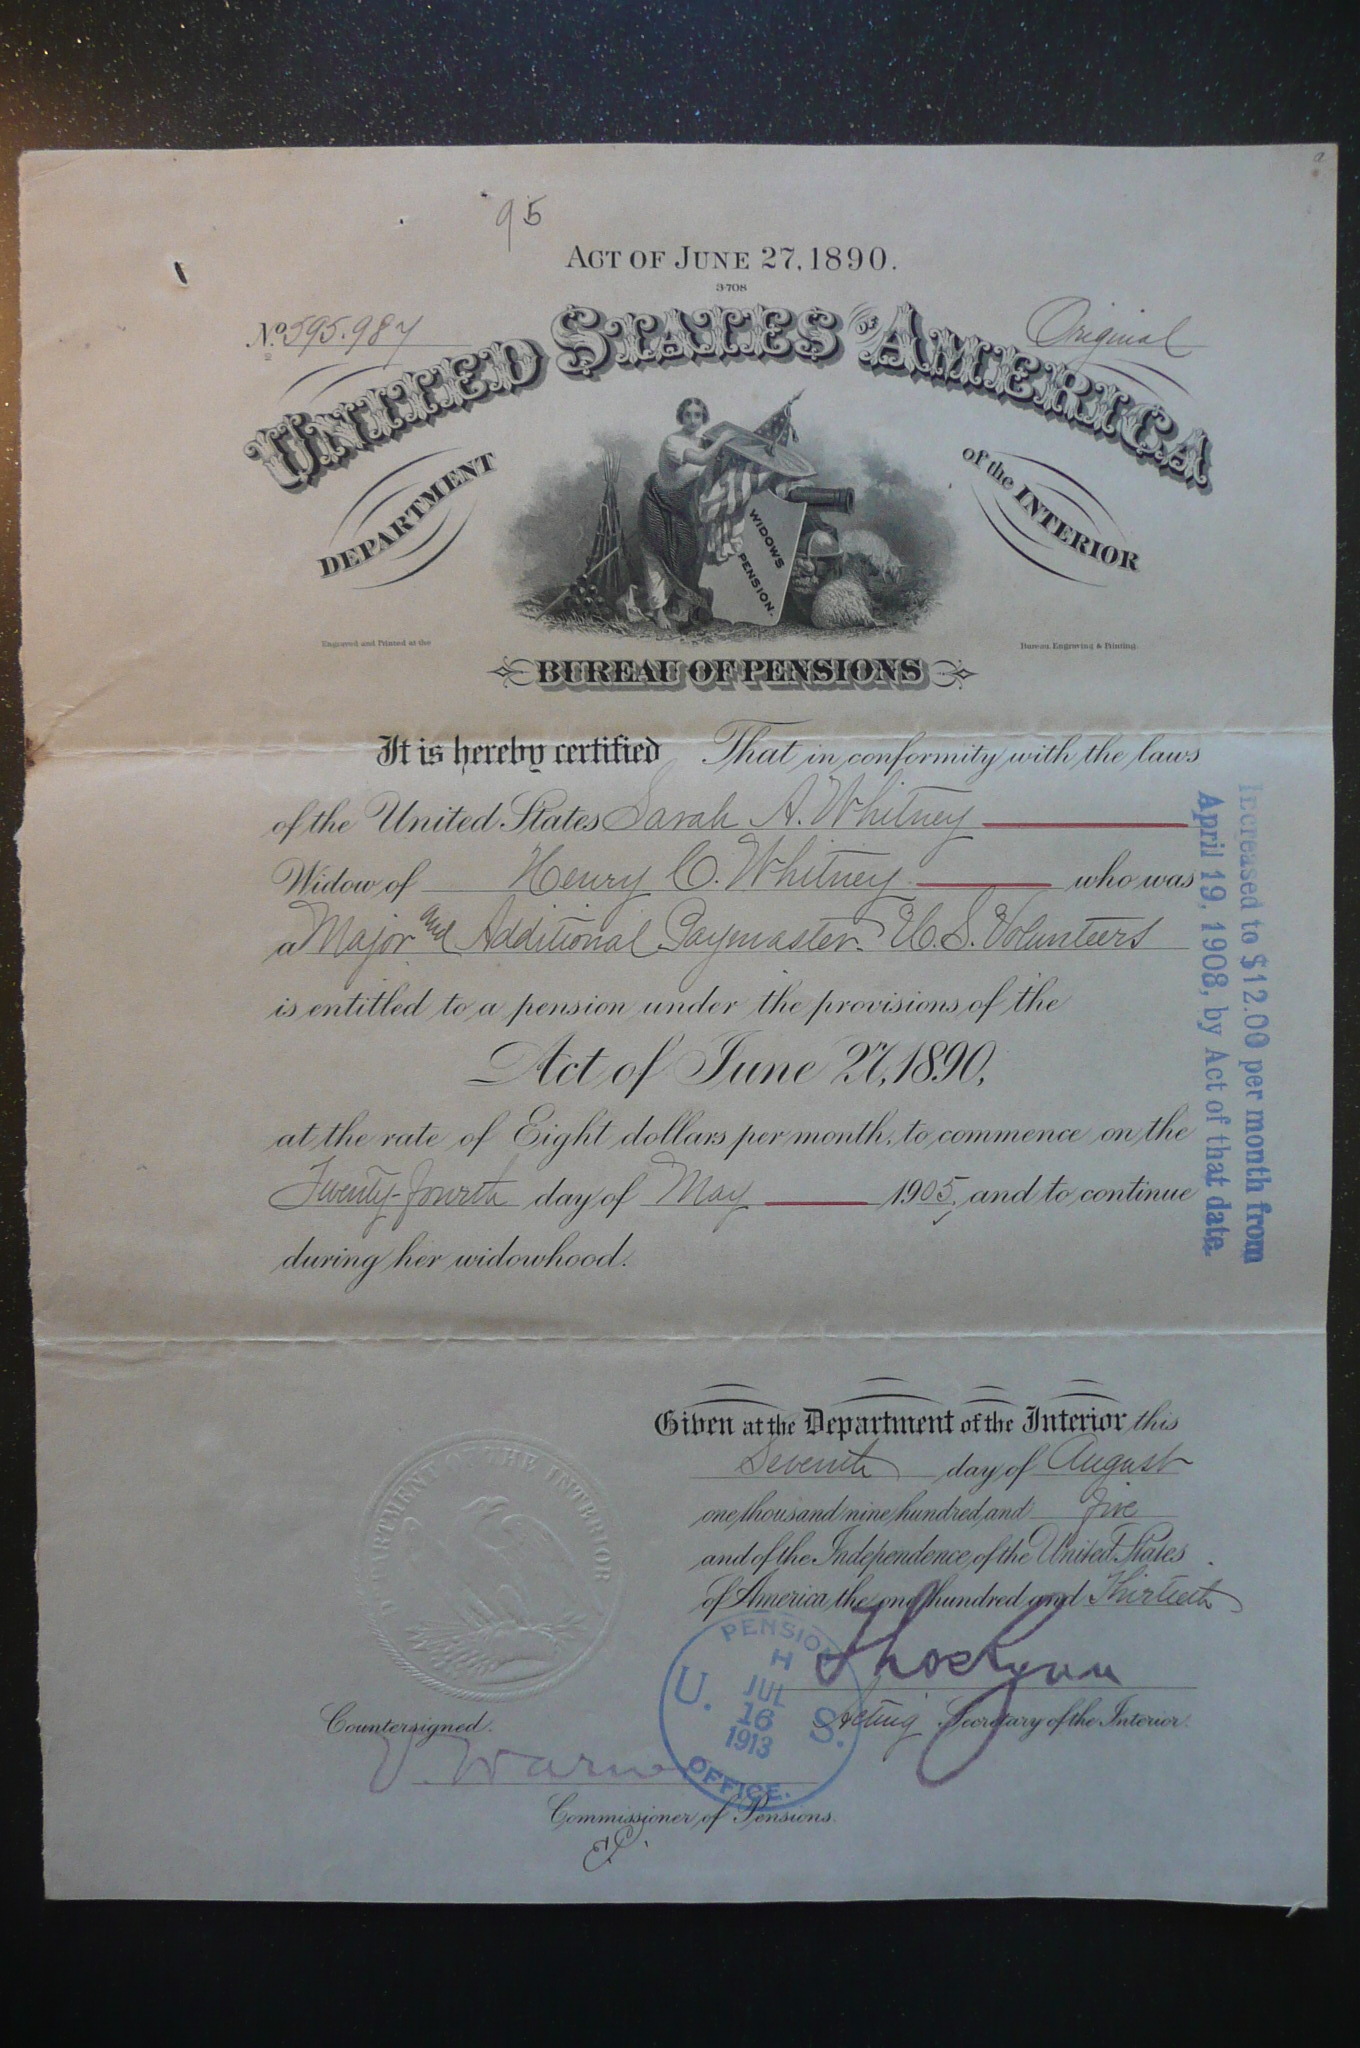 95
ACT OF JUNE 27, 1890.
3-708
No. 595.987
Original
UNITED STATES OF AMERICA
DEPARTMENT
of the INTERIOR
WIDOWS
PENSION.
Engraved and Printed at the
Bureau, Engraving & Printing.
BUREAU OF PENSIONS
It is hereby certified That in conformity with the laws
of the United States Sarah A. Whitney
Widow of Henry C. Whitney who was
a Major and Additional Paymaster U.S. Volunteers
is entitled to a pension under the provisions of the
Act of June 27, 1890,
at the rate of Eight dollars per month, to commence on the
Twenty-fourth day of May 1905, and to continue
during her widowhood.
Increased to $12.00 per month from
April 19, 1908, by Act of that date.
Given at the Department of the Interior this
Seventh day of August
one thousand nine hundred and five
and of the Independence of the United States
of America the one hundred and Thirtieth
Thos Ryan
Acting Secretary of the Interior.
DEPARTMENT OF THE INTERIOR
U. S. PENSION OFFICE.
H
JUL
16
1913
Countersigned.
V. Warner
Commissioner of Pensions.